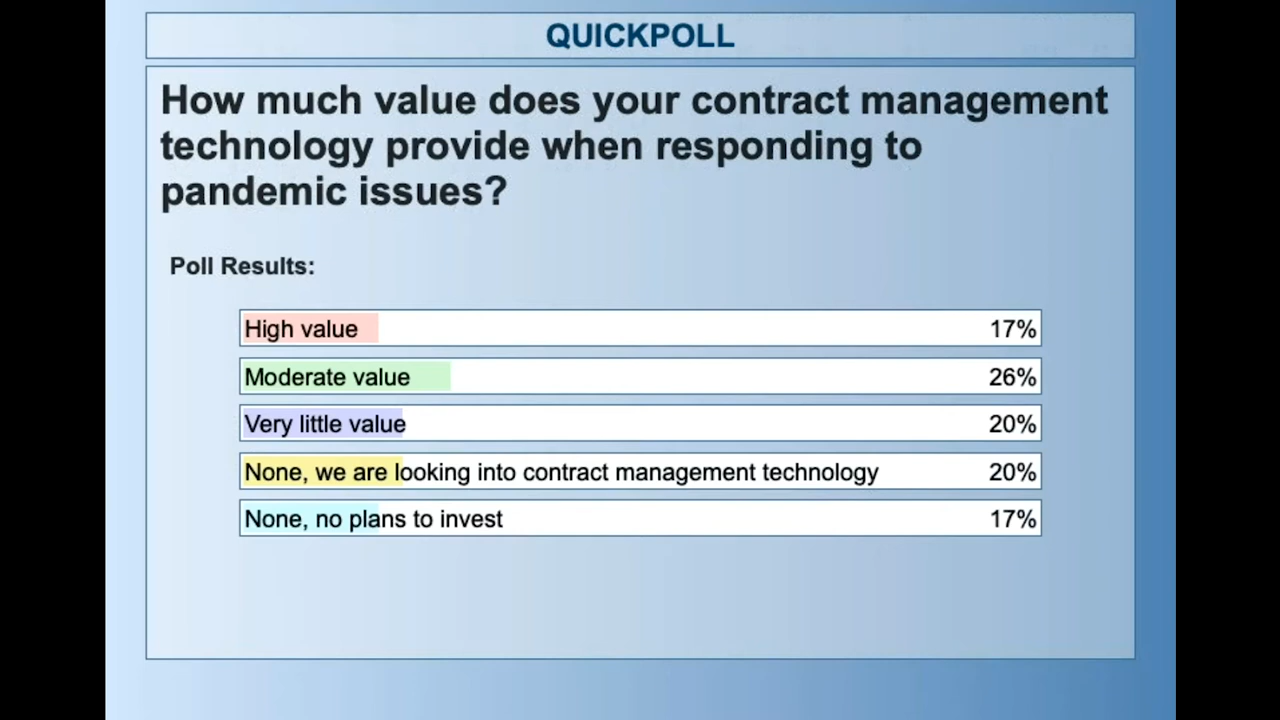 QUICKPOLL
How much value does your contract management
technology provide when responding to
pandemic issues?
Poll Results:
High value 17%
Moderate value 26%
Very little value 20%
None, we are looking into contract management technology 20%
None, no plans to invest 17%